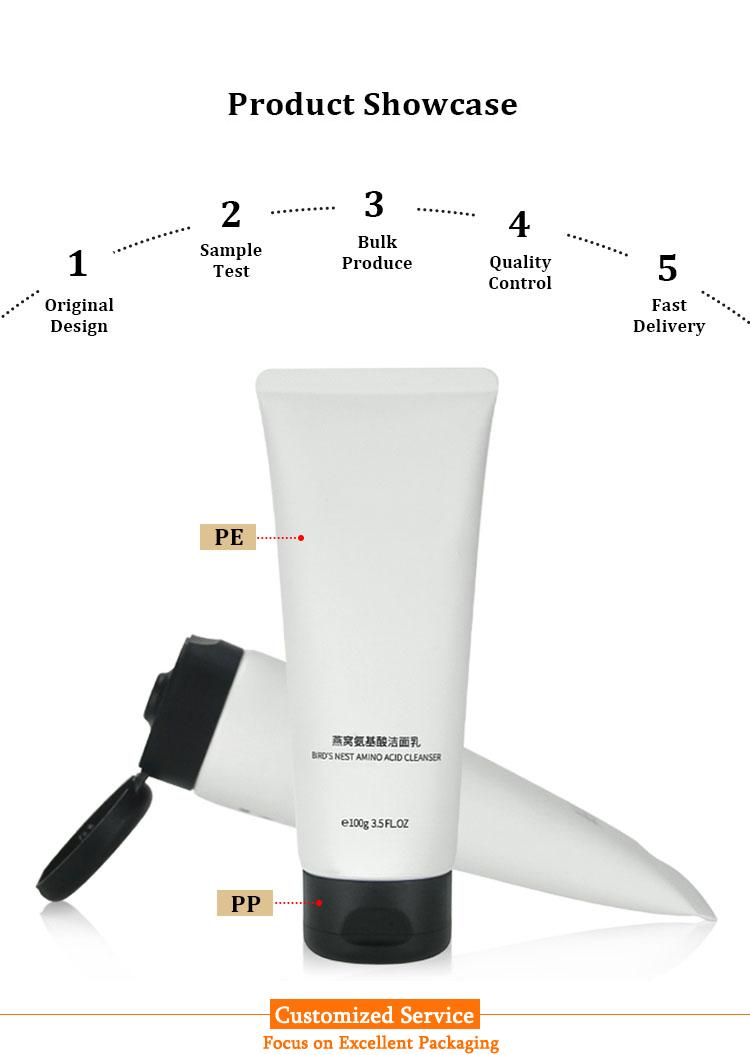 Product Showcase
1
Original
Design
2
Sample
Test
3
Bulk
Produce
4
Quality
Control
5
Fast
Delivery
PE
燕窝氨基酸洁面乳
BIRD'S NEST AMINO ACID CLEANSER
e100g 3.5FL.OZ
PP
Customized Service
Focus on Excellent Packaging